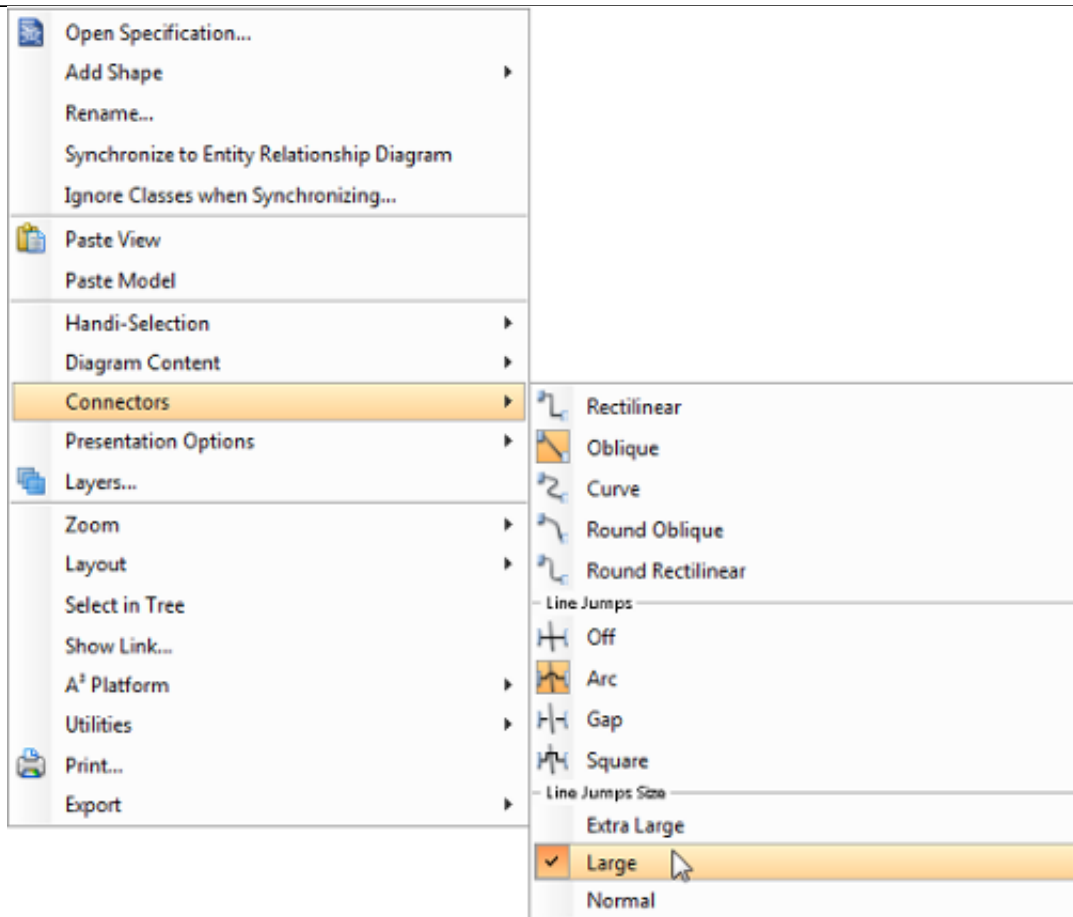 Open Specification...
Add Shape
Rename...
Synchronize to Entity Relationship Diagram
Ignore Classes when Synchronizing...
Paste View
Paste Model
Handi-Selection
Diagram Content
Connectors
Presentation Options
Layers...
Zoom
Layout
Select in Tree
Show Link...
A³ Platform
Utilities
Print...
Export
Rectilinear
Oblique
Curve
Round Oblique
Round Rectilinear
Line Jumps
Off
Arc
Gap
Square
Line Jumps Size
Extra Large
Large
Normal